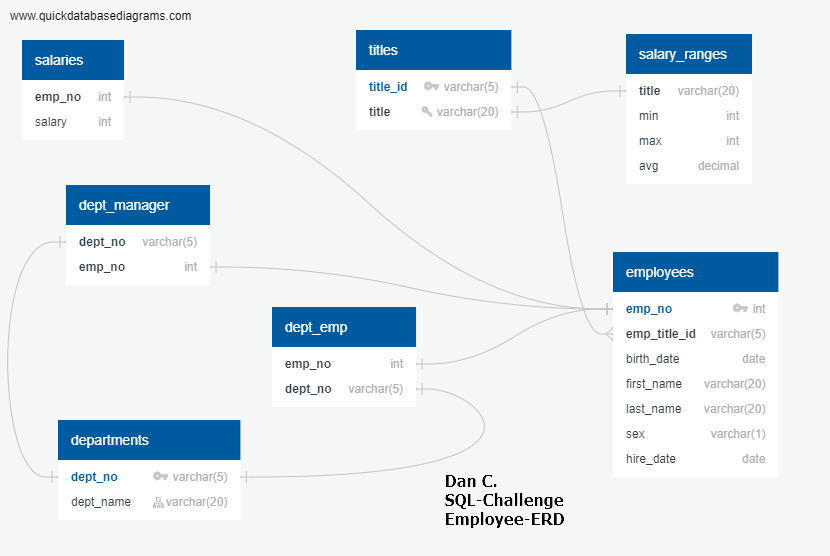 www.quickdatabasediagrams.com
salaries
emp_no int
salary int
titles
title_id varchar(5)
title varchar(20)
salary_ranges
title varchar(20)
min int
max int
avg decimal
dept_manager
dept_no varchar(5)
emp_no int
employees
emp_no int
emp_title_id varchar(5)
birth_date date
first_name varchar(20)
last_name varchar(20)
sex varchar(1)
hire_date date
dept_emp
emp_no int
dept_no varchar(5)
departments
dept_no varchar(5)
dept_name varchar(20)
Dan C.
SQL-Challenge
Employee-ERD